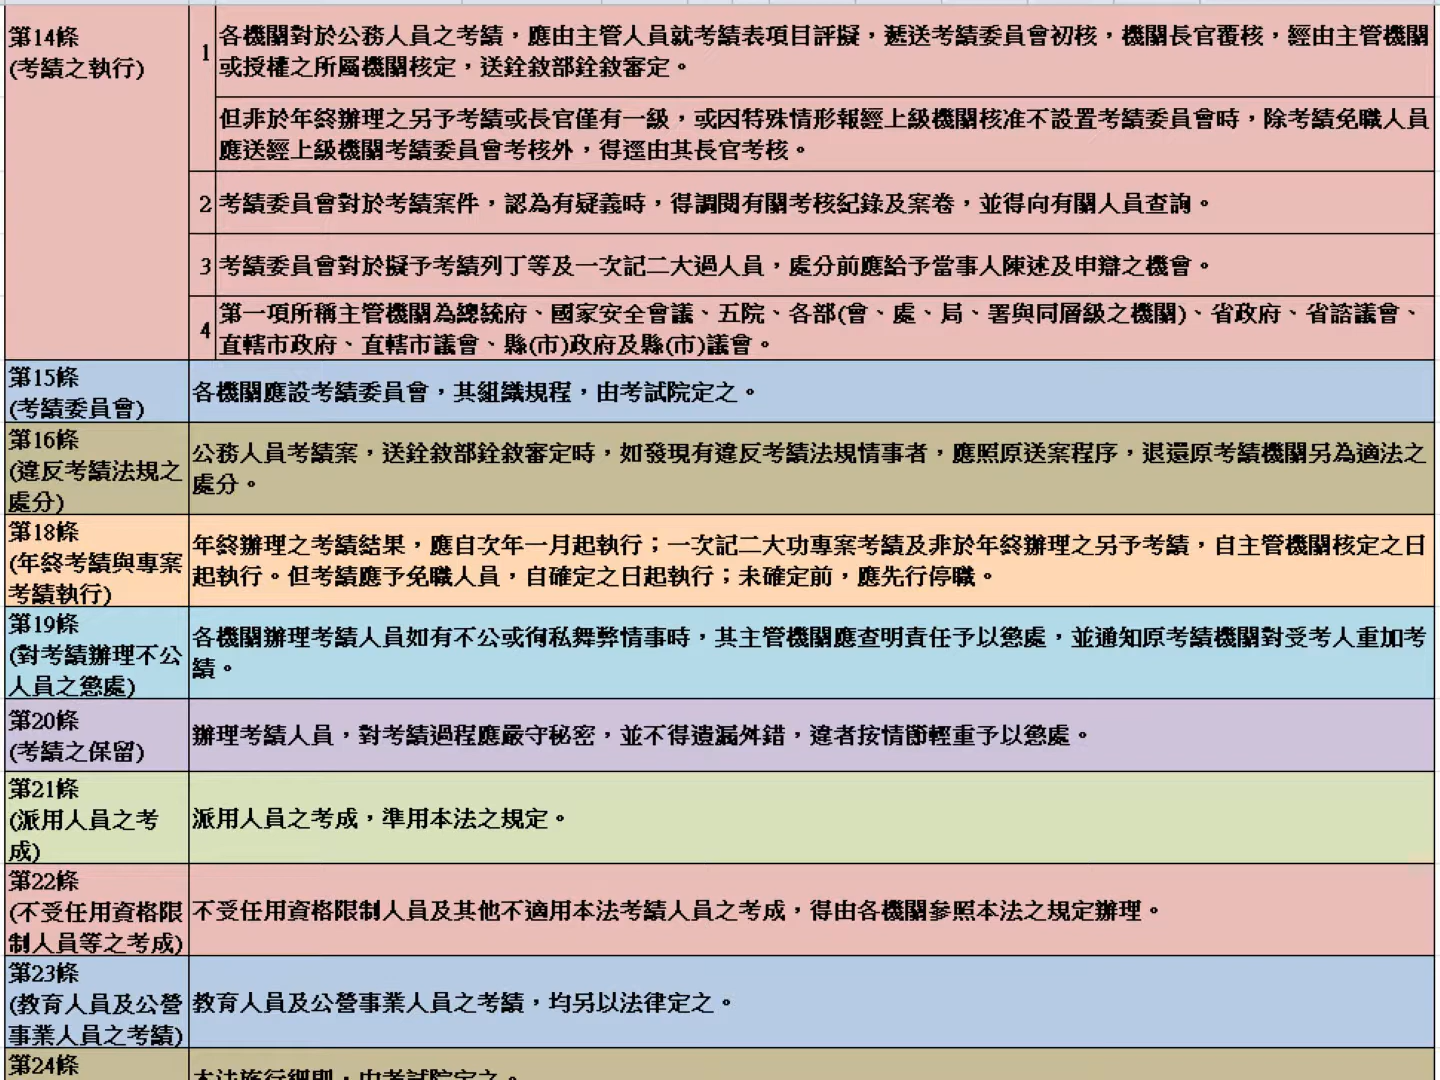 第14條
(考績之執行)
1
各機關對於公務人員之考績，應由主管人員就考績表項目評擬，遞送考績委員會初核，機關長官覆核，經由主管機關
或授權之所屬機關核定，送銓敘部銓敘審定。
但非於年終辦理之另予考績或長官僅有一級，或因特殊情形報經上級機關核准不設置考績委員會時，除考績免職人員
應送經上級機關考績委員會考核外，得逕由其長官考核。
2
考績委員會對於考績案件，認為有疑義時，得調閱有關考核紀錄及案卷，並得向有關人員查詢。
3
考績委員會對於擬予考績列丁等及一次記二大過人員，處分前應給予當事人陳述及申辯之機會。
4
第一項所稱主管機關為總統府、國家安全會議、五院、各部(會、處、局、署與同層級之機關)、省政府、省諮議會、
直轄市政府、直轄市議會、縣(市)政府及縣(市)議會。
第15條
(考績委員會)
各機關應設考績委員會，其組織規程，由考試院定之。
第16條
(違反考績法規之
處分)
公務人員考績案，送銓敘部銓敘審定時，如發現有違反考績法規情事者，應照原送案程序，退還原考績機關另為適法之
處分。
第18條
(年終考績與專案
考績執行)
年終辦理之考績結果，應自次年一月起執行；一次記二大功專案考績及非於年終辦理之另予考績，自主管機關核定之日
起執行。但考績應予免職人員，自確定之日起執行；未確定前，應先行停職。
第19條
(對考績辦理不公
人員之懲處)
各機關辦理考績人員如有不公或徇私舞弊情事時，其主管機關應查明責任予以懲處，並通知原考績機關對受考人重加考
績。
第20條
(考績之保留)
辦理考績人員，對考績過程應嚴守秘密，並不得遺漏舛錯，違者按情節輕重予以懲處。
第21條
(派用人員之考
成)
派用人員之考成，準用本法之規定。
第22條
(不受任用資格限
制人員等之考成)
不受任用資格限制人員及其他不適用本法考績人員之考成，得由各機關參照本法之規定辦理。
第23條
(教育人員及公營
事業人員之考績)
教育人員及公營事業人員之考績，均另以法律定之。
第24條
本法施行細則，由考試院定之。